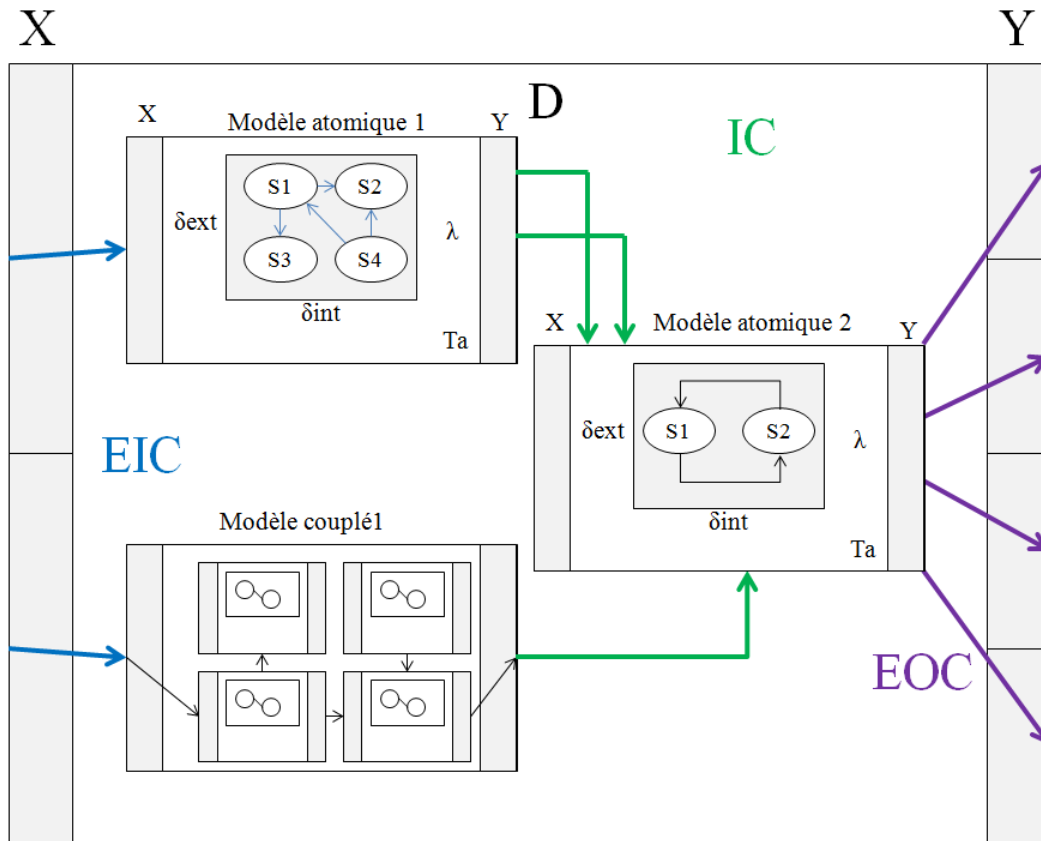 X
Y
D
IC
X
Modèle atomique 1
Y
S1
S2
δext
λ
S3
S4
δint
Ta
X
Modèle atomique 2
Y
δext
S1
S2
λ
δint
Ta
EIC
Modèle couplé1
EOC